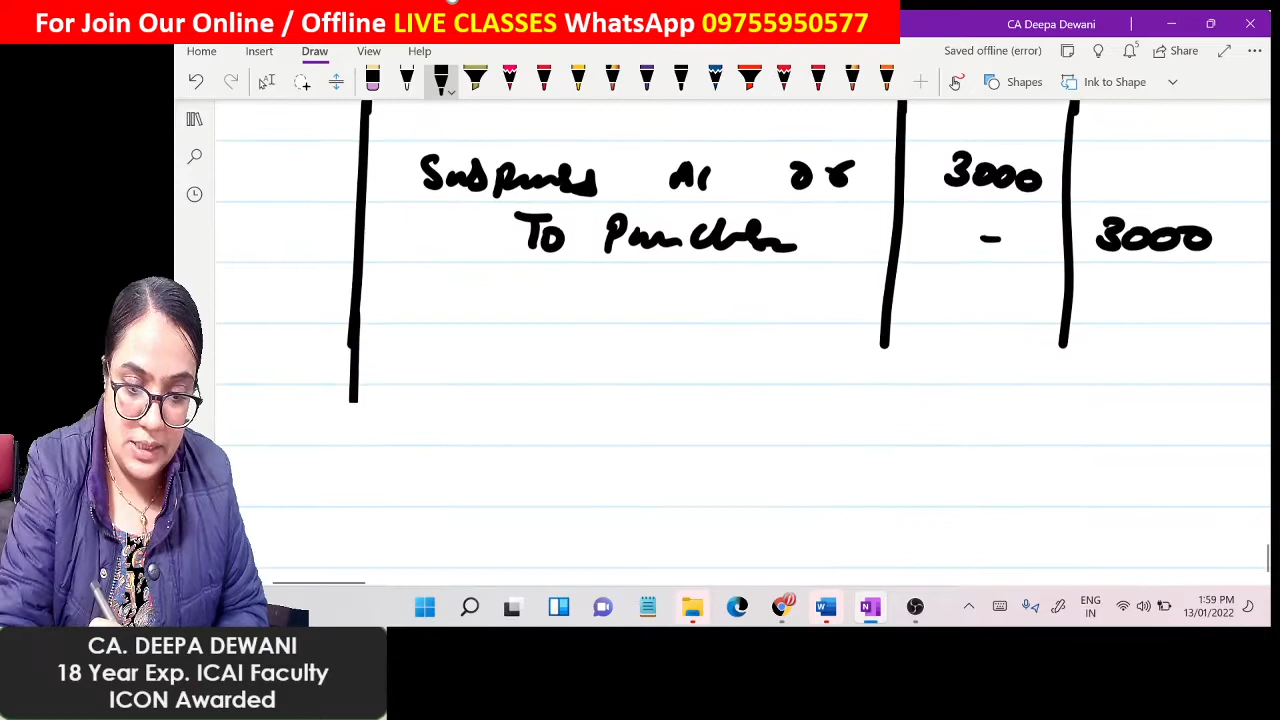 For Join Our Online / Offline LIVE CLASSES WhatsApp 09755950577
CA Deepa Dewani
Home Insert Draw View Help
Saved offline (error) Share
Shapes Ink to Shape
Suspense A/c Dr 3000
To Purchase - 3000
ENG
IN
1:59 PM
13/01/2022
CA. DEEPA DEWANI
18 Year Exp. ICAI Faculty
ICON Awarded